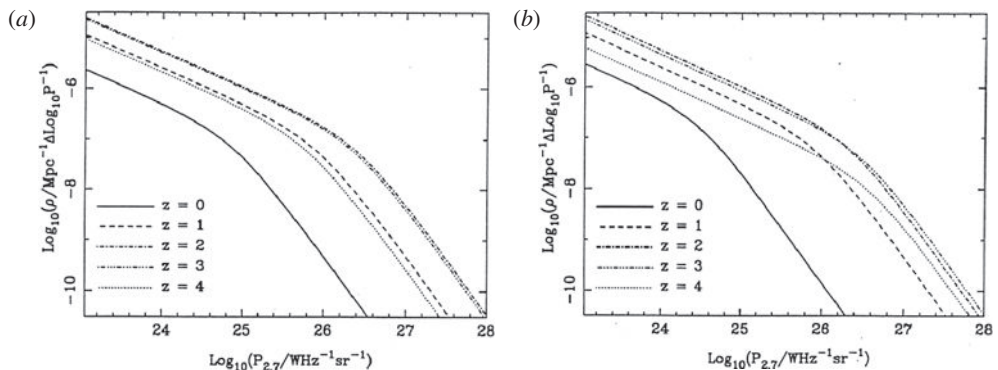 (a)
Log₁₀(ρ/Mpc⁻¹ΔLog₁₀P⁻¹)
-6
-8
-10
z = 0
z = 1
z = 2
z = 3
z = 4
24
25
26
27
28
Log₁₀(P₂.₇/WHz⁻¹sr⁻¹)
(b)
Log₁₀(ρ/Mpc⁻¹ΔLog₁₀P⁻¹)
-6
-8
-10
z = 0
z = 1
z = 2
z = 3
z = 4
24
25
26
27
28
Log₁₀(P₂.₇/WHz⁻¹sr⁻¹)